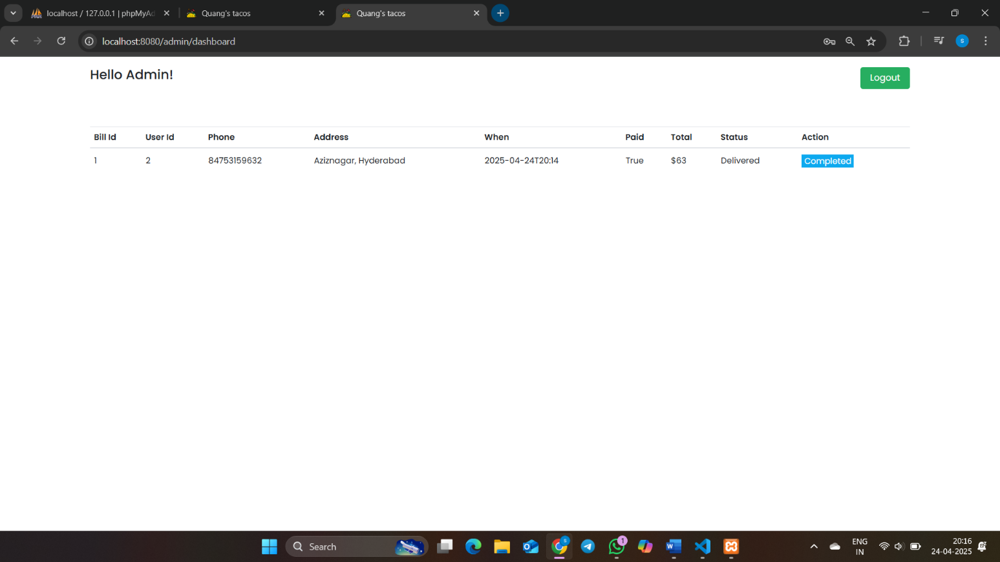 localhost / 127.0.0.1 | phpMyAd
Quang's tacos
Quang's tacos
localhost:8080/admin/dashboard
S
Hello Admin!
Logout
Bill Id User Id Phone Address When Paid Total Status Action
1 2 84753159632 Aziznagar, Hyderabad 2025-04-24T20:14 True $63 Delivered Completed
Search
1
ENG
IN
20:16
24-04-2025